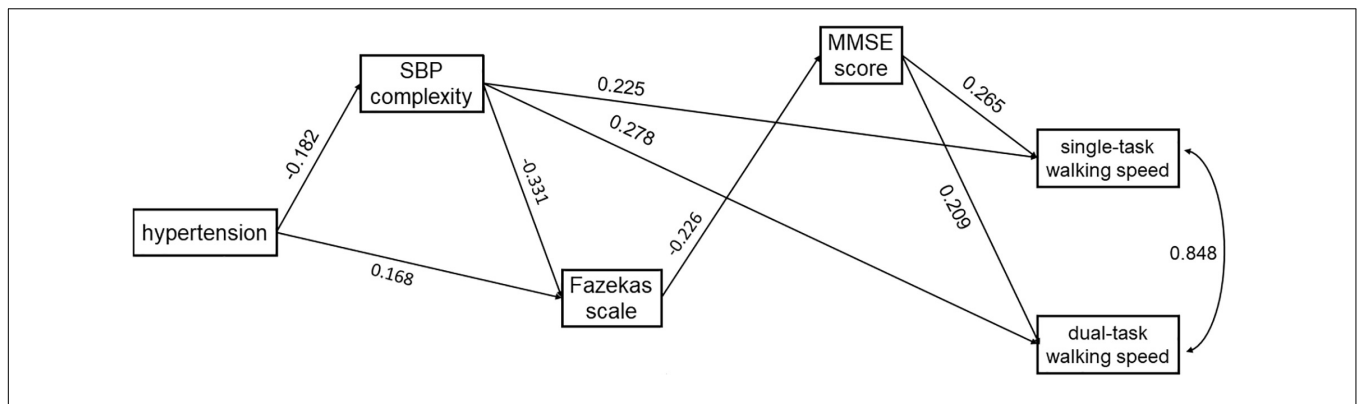 MMSE
score
SBP
complexity
0.225
0.265
0.278
-0.182
-0.331
single-task
walking speed
0.209
hypertension
-0.226
0.848
0.168
Fazekas
scale
dual-task
walking speed